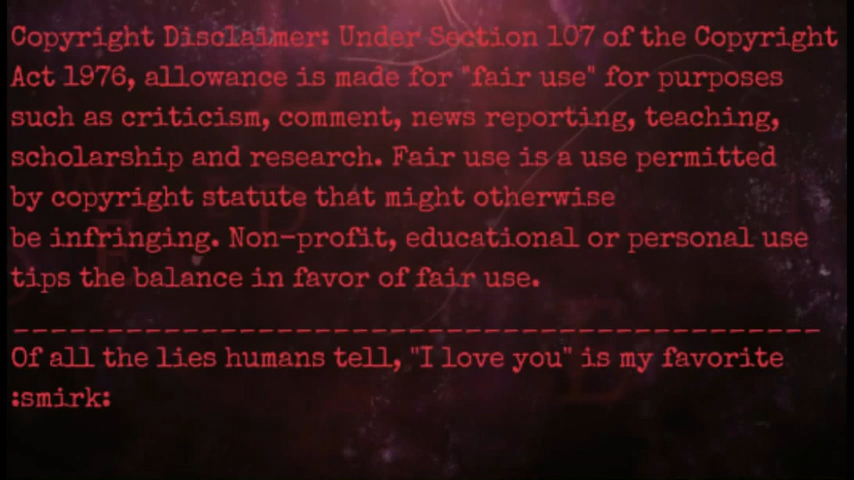 Copyright Disclaimer: Under Section 107 of the Copyright
Act 1976, allowance is made for "fair use" for purposes
such as criticism, comment, news reporting, teaching,
scholarship and research. Fair use is a use permitted
by copyright statute that might otherwise
be infringing. Non-profit, educational or personal use
tips the balance in favor of fair use.
___________________________________________
Of all the lies humans tell, "I love you" is my favorite
:smirk: